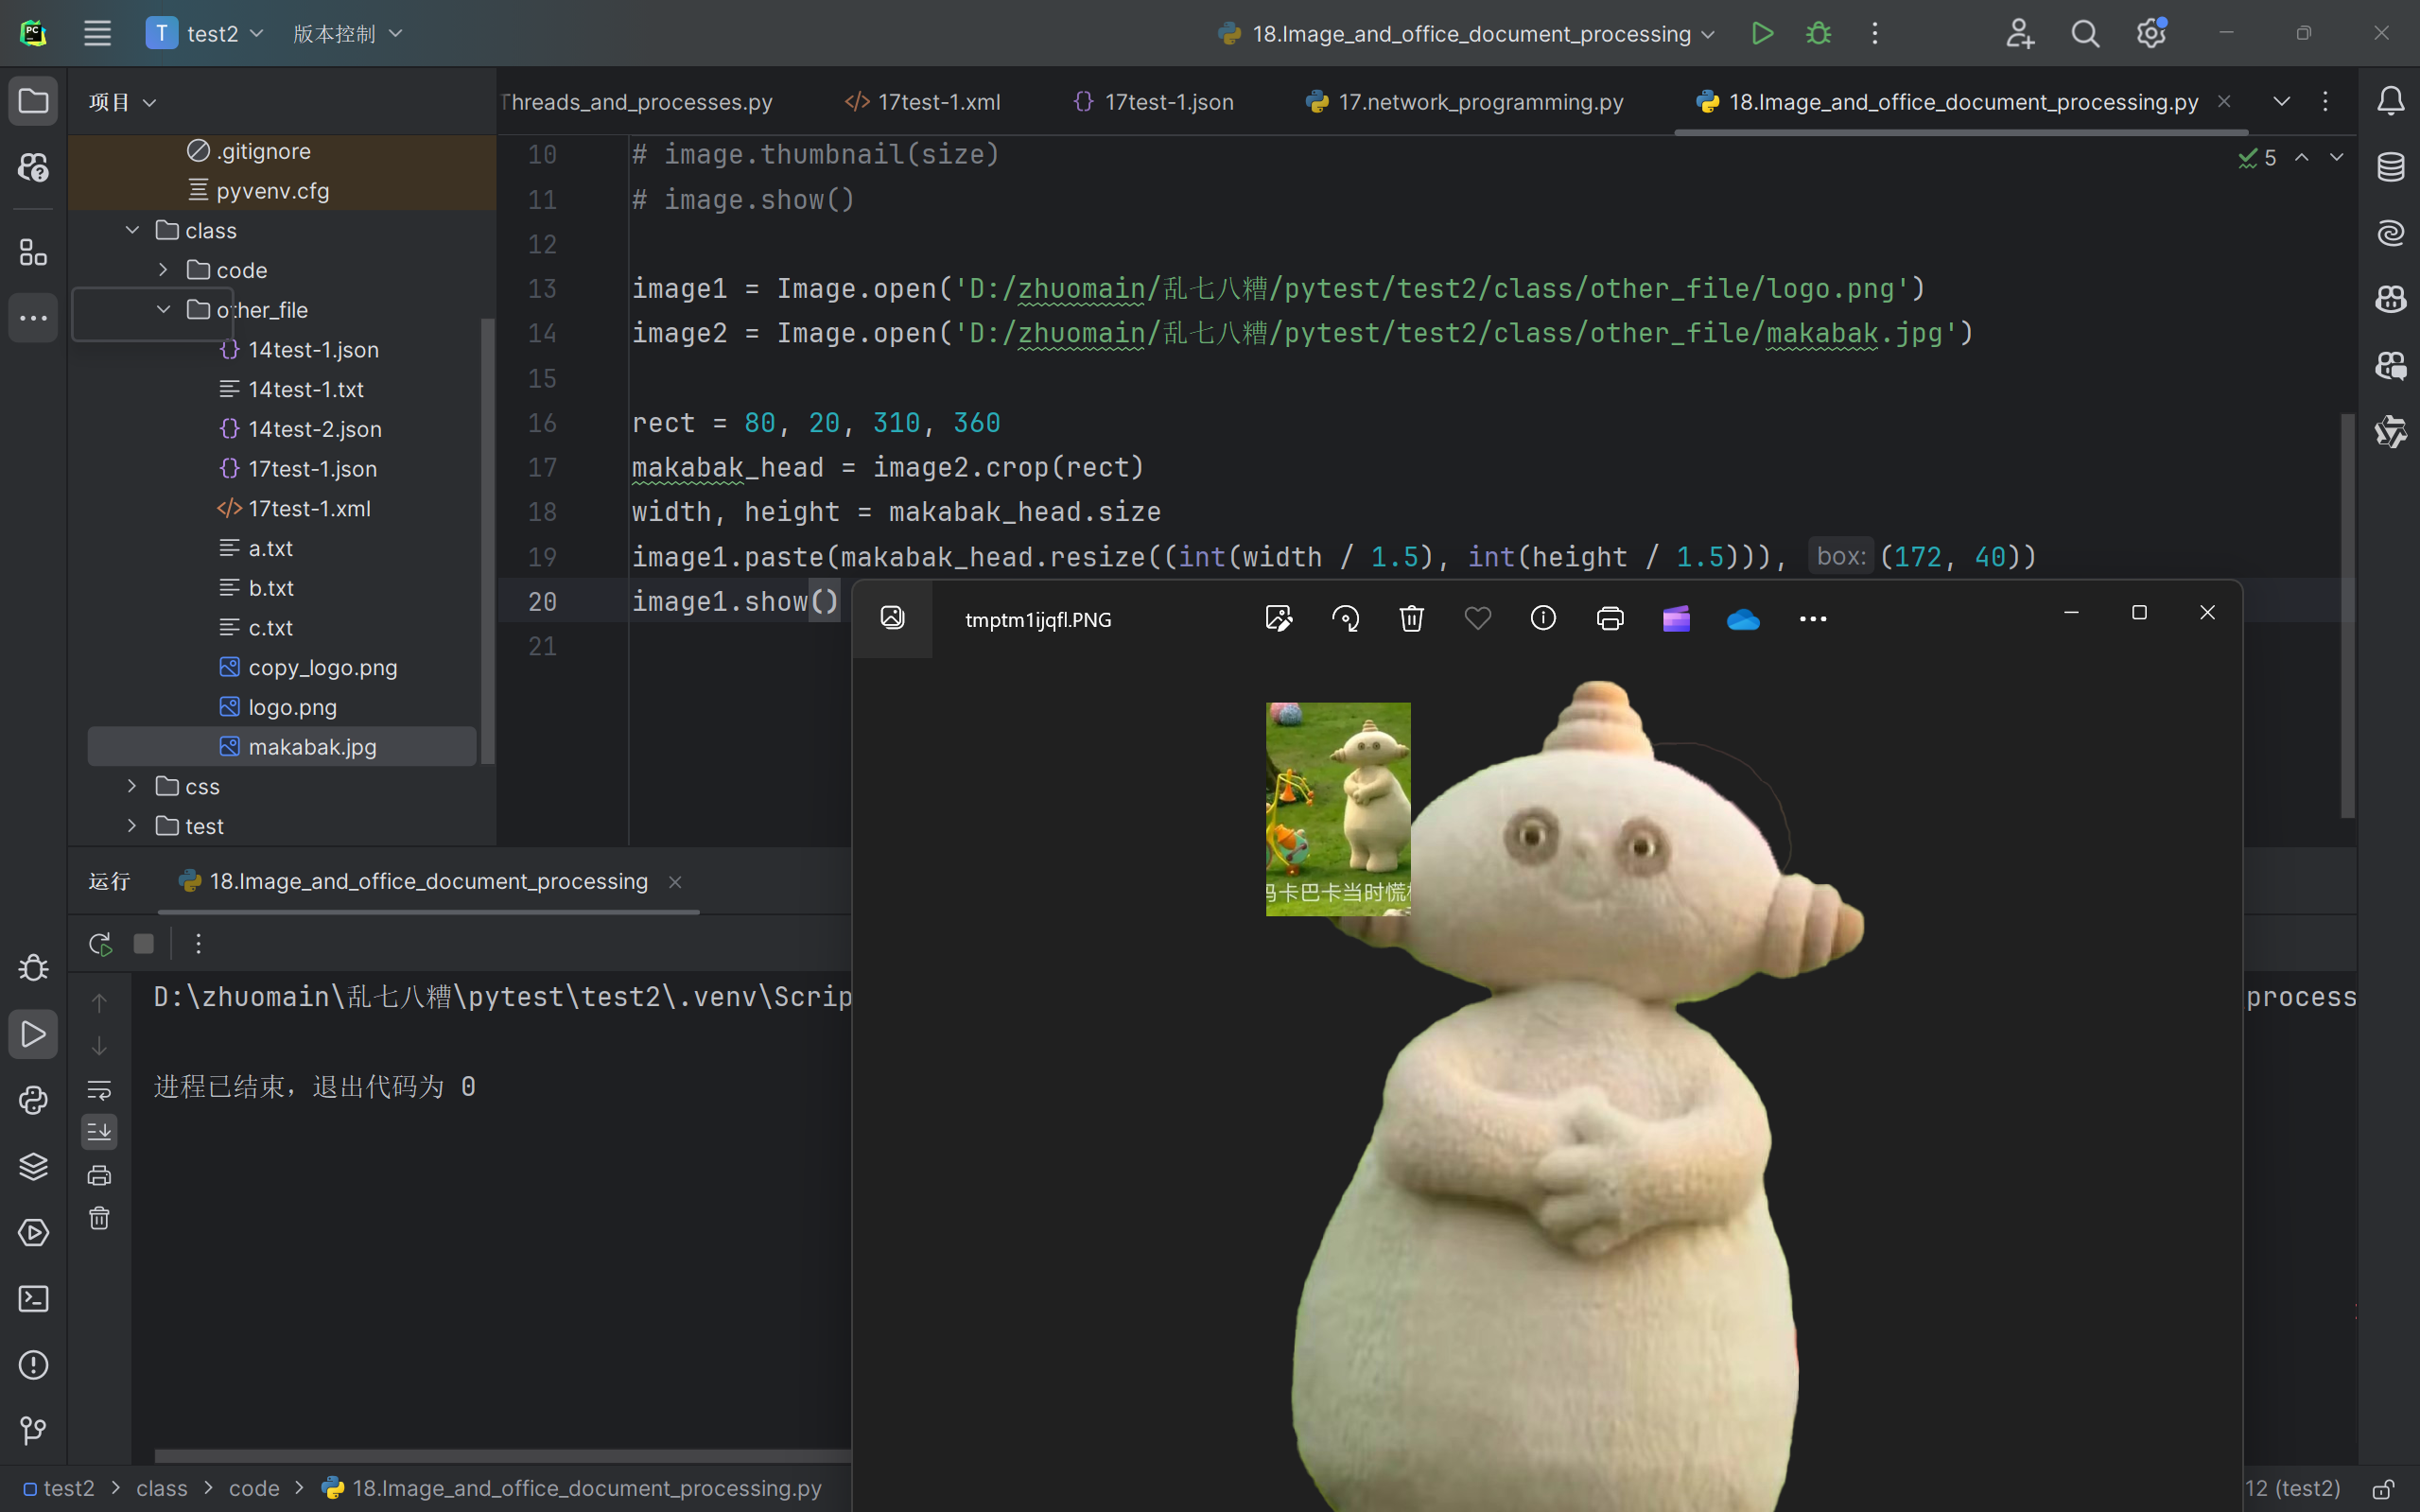 T test2 版本控制
18.Image_and_office_document_processing
项目
Threads_and_processes.py
17test-1.xml
17test-1.json
17.network_programming.py
18.Image_and_office_document_processing.py
.gitignore
pyvenv.cfg
class
code
other_file
14test-1.json
14test-1.txt
14test-2.json
17test-1.json
17test-1.xml
a.txt
b.txt
c.txt
copy_logo.png
logo.png
makabak.jpg
css
test
5
10 # image.thumbnail(size)
11 # image.show()
12
13 image1 = Image.open('D:/zhuomain/乱七八糟/pytest/test2/class/other_file/logo.png')
14 image2 = Image.open('D:/zhuomain/乱七八糟/pytest/test2/class/other_file/makabak.jpg')
15
16 rect = 80, 20, 310, 360
17 makabak_head = image2.crop(rect)
18 width, height = makabak_head.size
19 image1.paste(makabak_head.resize((int(width / 1.5), int(height / 1.5))), box: (172, 40))
20 image1.show()
21
tmptm1ijqfl.PNG
卡巴卡当时慌
运行 18.Image_and_office_document_processing
D:\zhuomain\乱七八糟\pytest\test2\.venv\Scrip
process
进程已结束，退出代码为 0
test2 > class > code > 18.Image_and_office_document_processing.py
12 (test2)